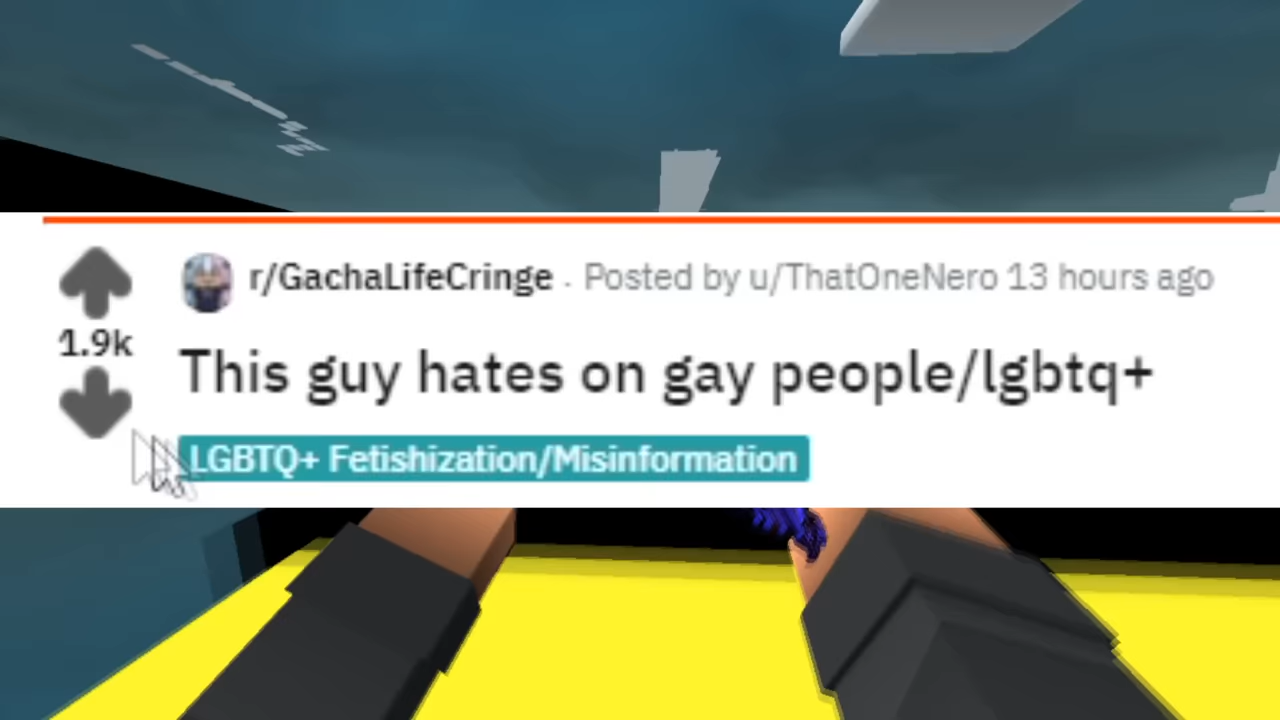 r/GachaLifeCringe · Posted by u/ThatOneNero 13 hours ago
1.9k
This guy hates on gay people/lgbtq+
LGBTQ+ Fetishization/Misinformation